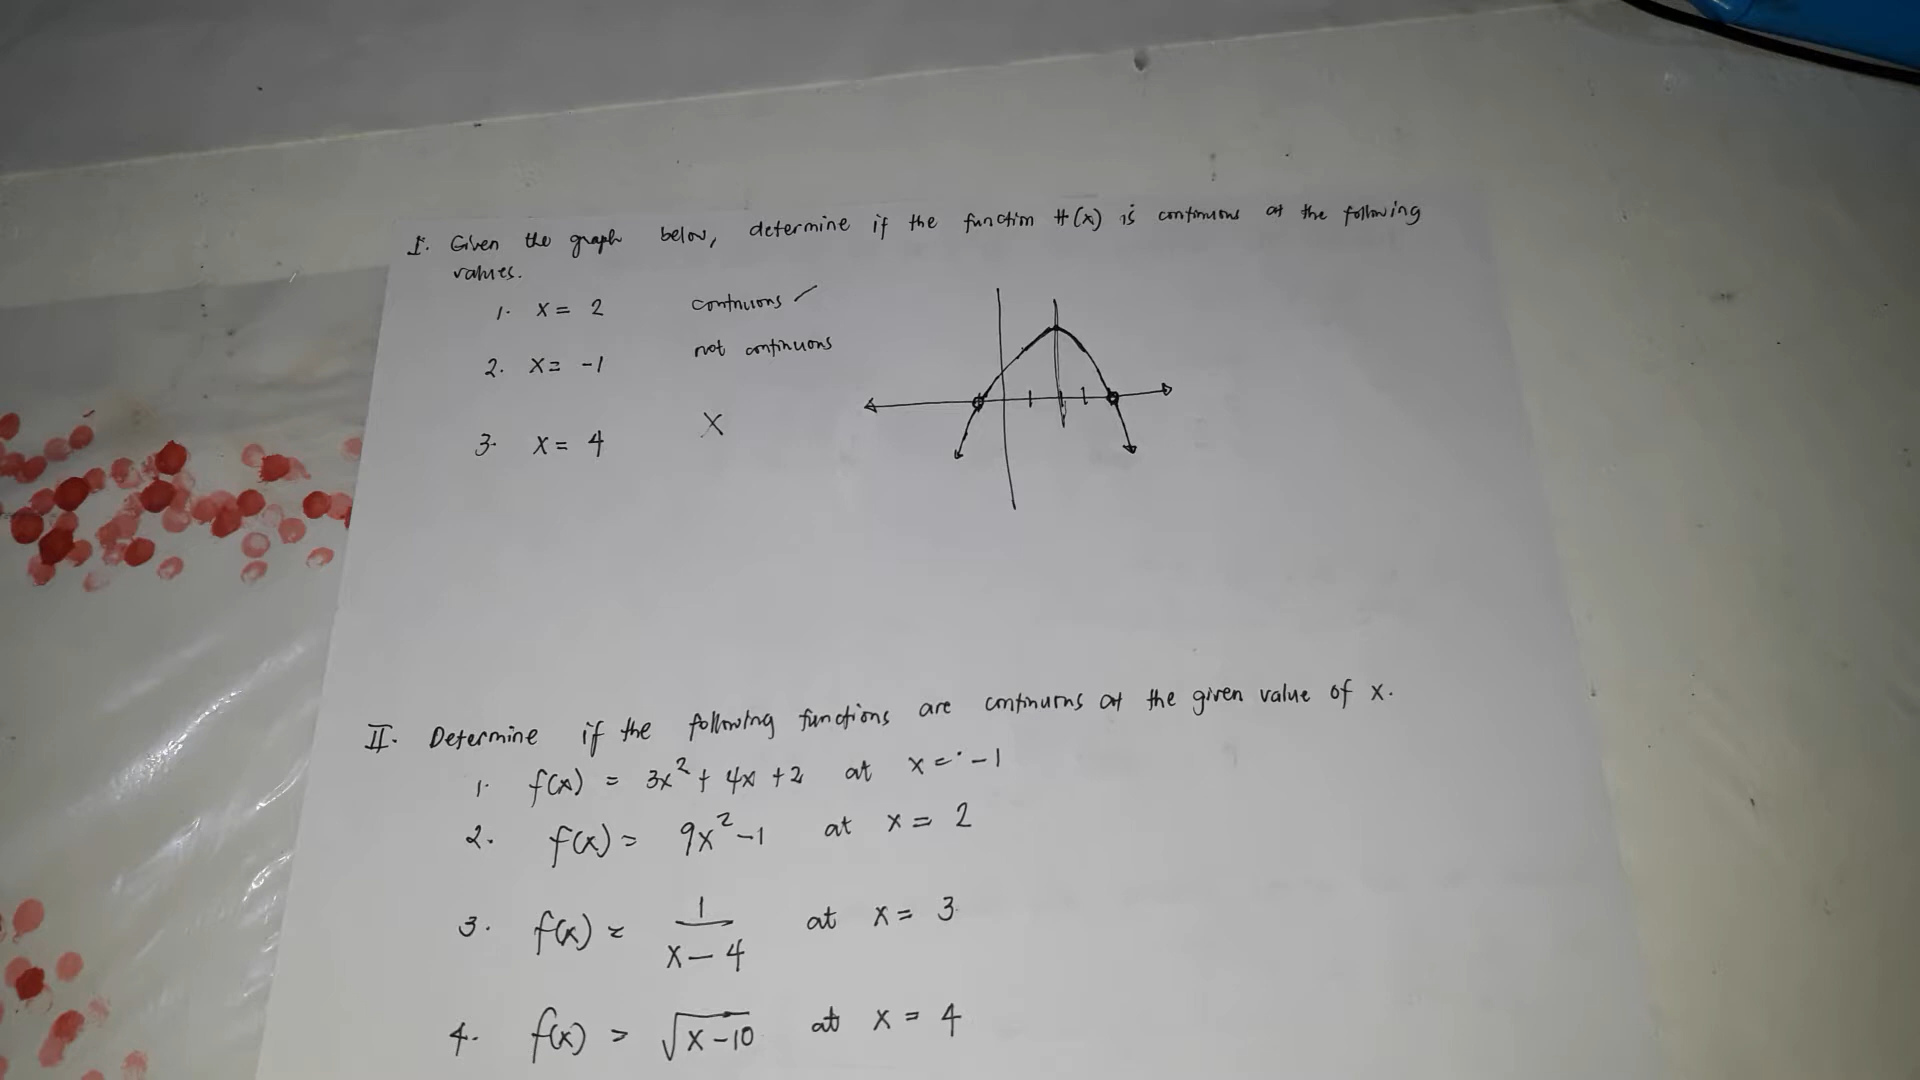 I. Given the graph below, determine if the function H(x) is continuous at the following
values.
1. x = 2 continuous ✓
2. x = -1 not continuous
3. x = 4 X
II. Determine if the following functions are continuous at the given value of x.
1. f(x) = 3x² + 4x + 2 at x = -1
2. f(x) = 9x² - 1 at x = 2
3. f(x) = 1/(x - 4) at x = 3
4. f(x) = √(x - 10) at x = 4